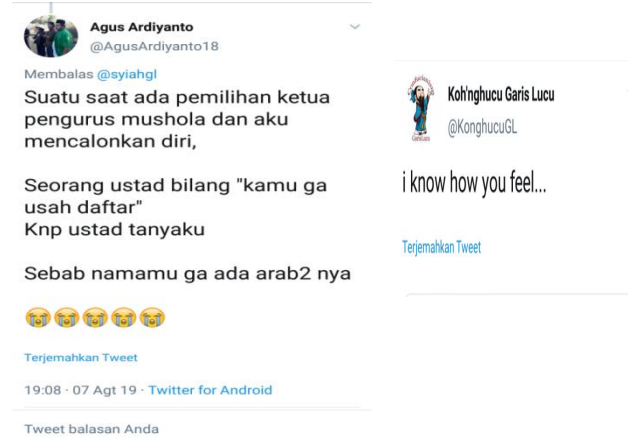 Agus Ardiyanto
@AgusArdiyanto18
Membalas @syiahgl
Suatu saat ada pemilihan ketua
pengurus mushola dan aku
mencalonkan diri,
Seorang ustad bilang "kamu ga
usah daftar"
Knp ustad tanyaku
Sebab namamu ga ada arab2 nya
😭😭😭😭😭
Terjemahkan Tweet
19:08 · 07 Agt 19 · Twitter for Android
Tweet balasan Anda
Koh'nghucu Garis Lucu
@KonghucuGL
i know how you feel...
Terjemahkan Tweet